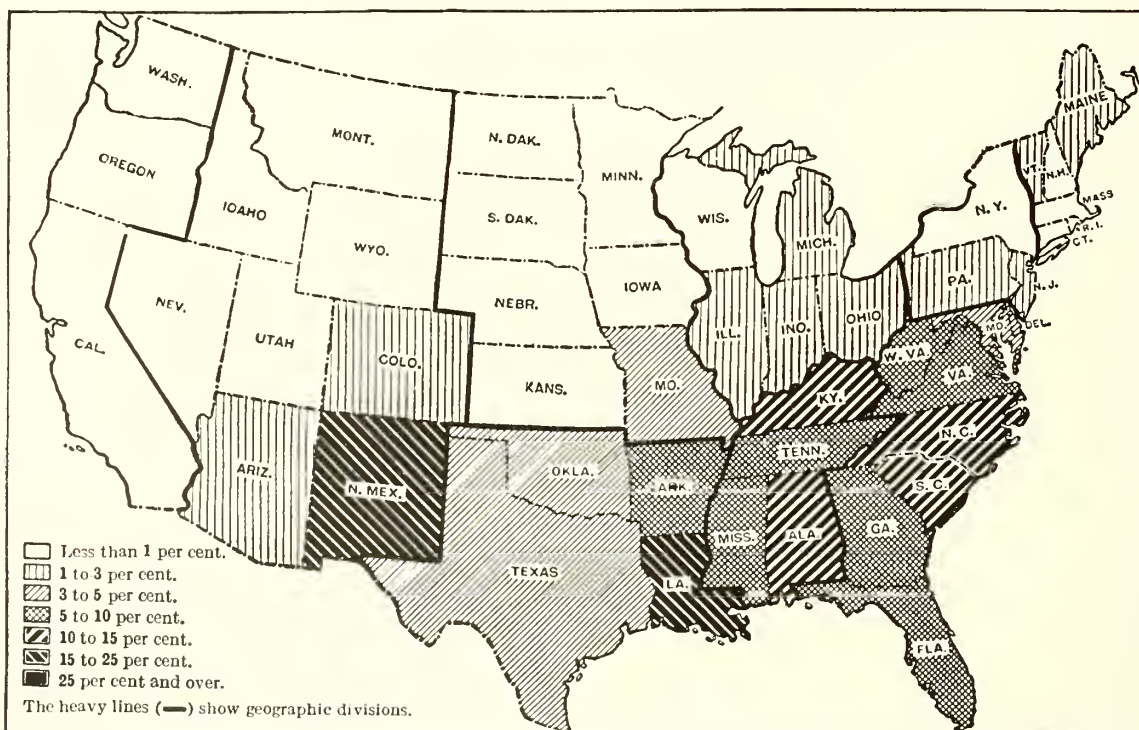 WASH.
MONT.
N. DAK.
MINN.
MAINE
OREGON
IOAHO
S. DAK.
WIS.
MICH.
N.Y.
VT.
N.H.
MASS
R.I.
CT.
WYO.
NEBR.
IOWA
PA.
N.J.
NEV.
UTAH
COLO.
KANS.
MO.
ILL.
INO.
OHIO
MD.
DEL.
W. VA.
VA.
KY.
CAL.
ARIZ.
N. MEX.
OKLA.
ARK.
TENN.
N.C.
S.C.
TEXAS
LA.
MISS.
ALA.
GA.
FLA.
Less than 1 per cent.
1 to 3 per cent.
3 to 5 per cent.
5 to 10 per cent.
10 to 15 per cent.
15 to 25 per cent.
25 per cent and over.
The heavy lines (━) show geographic divisions.